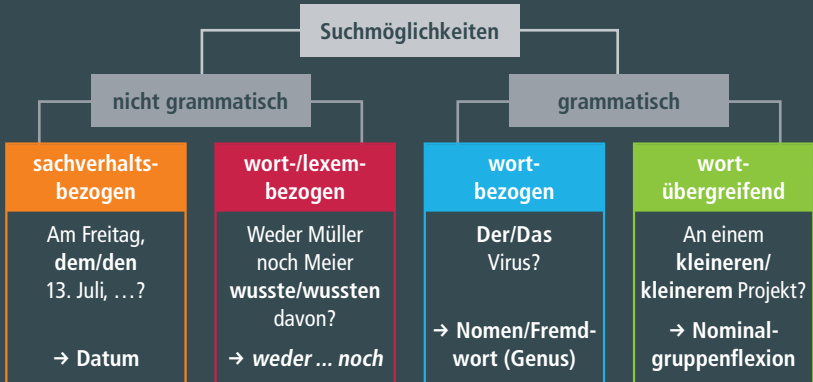 Suchmöglichkeiten
nicht grammatisch
grammatisch
sachverhalts-
bezogen
Am Freitag,
dem/den
13. Juli, …?
→ Datum
wort-/lexem-
bezogen
Weder Müller
noch Meier
wusste/wussten
davon?
→ weder ... noch
wort-
bezogen
Der/Das
Virus?
→ Nomen/Fremd-
wort (Genus)
wort-
übergreifend
An einem
kleineren/
kleinerem Projekt?
→ Nominal-
gruppenflexion